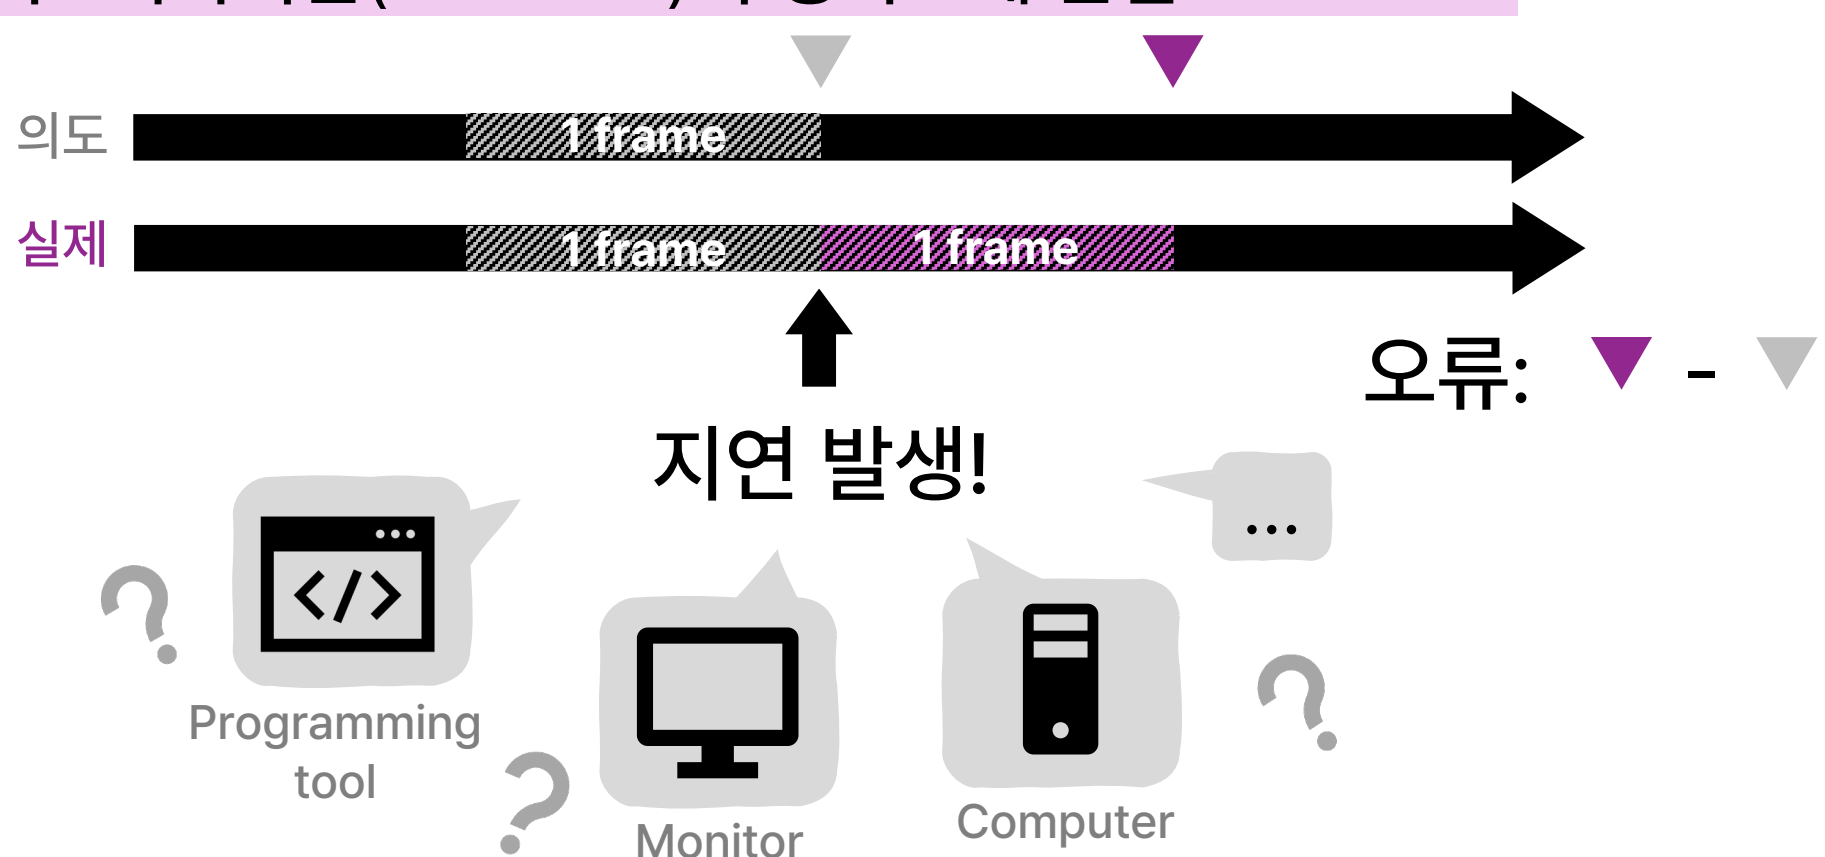 의도
1 frame
실제
1 frame
1 frame
오류: -
지연 발생!
...
</>
Programming
tool
Monitor
Computer